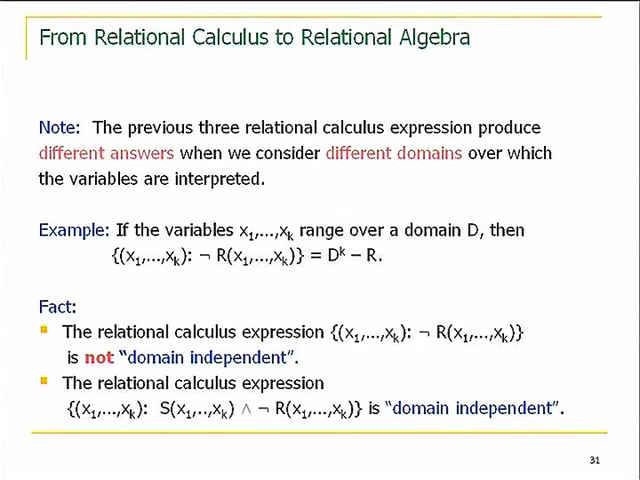 From Relational Calculus to Relational Algebra
Note: The previous three relational calculus expression produce
different answers when we consider different domains over which
the variables are interpreted.
Example: If the variables x₁,...,xₖ range over a domain D, then
{(x₁,...,xₖ): ¬ R(x₁,...,xₖ)} = Dᵏ – R.
Fact:
▪ The relational calculus expression {(x₁,...,xₖ): ¬ R(x₁,...,xₖ)}
is not “domain independent”.
▪ The relational calculus expression
{(x₁,...,xₖ): S(x₁,..,xₖ) ∧ ¬ R(x₁,...,xₖ)} is “domain independent”.
31